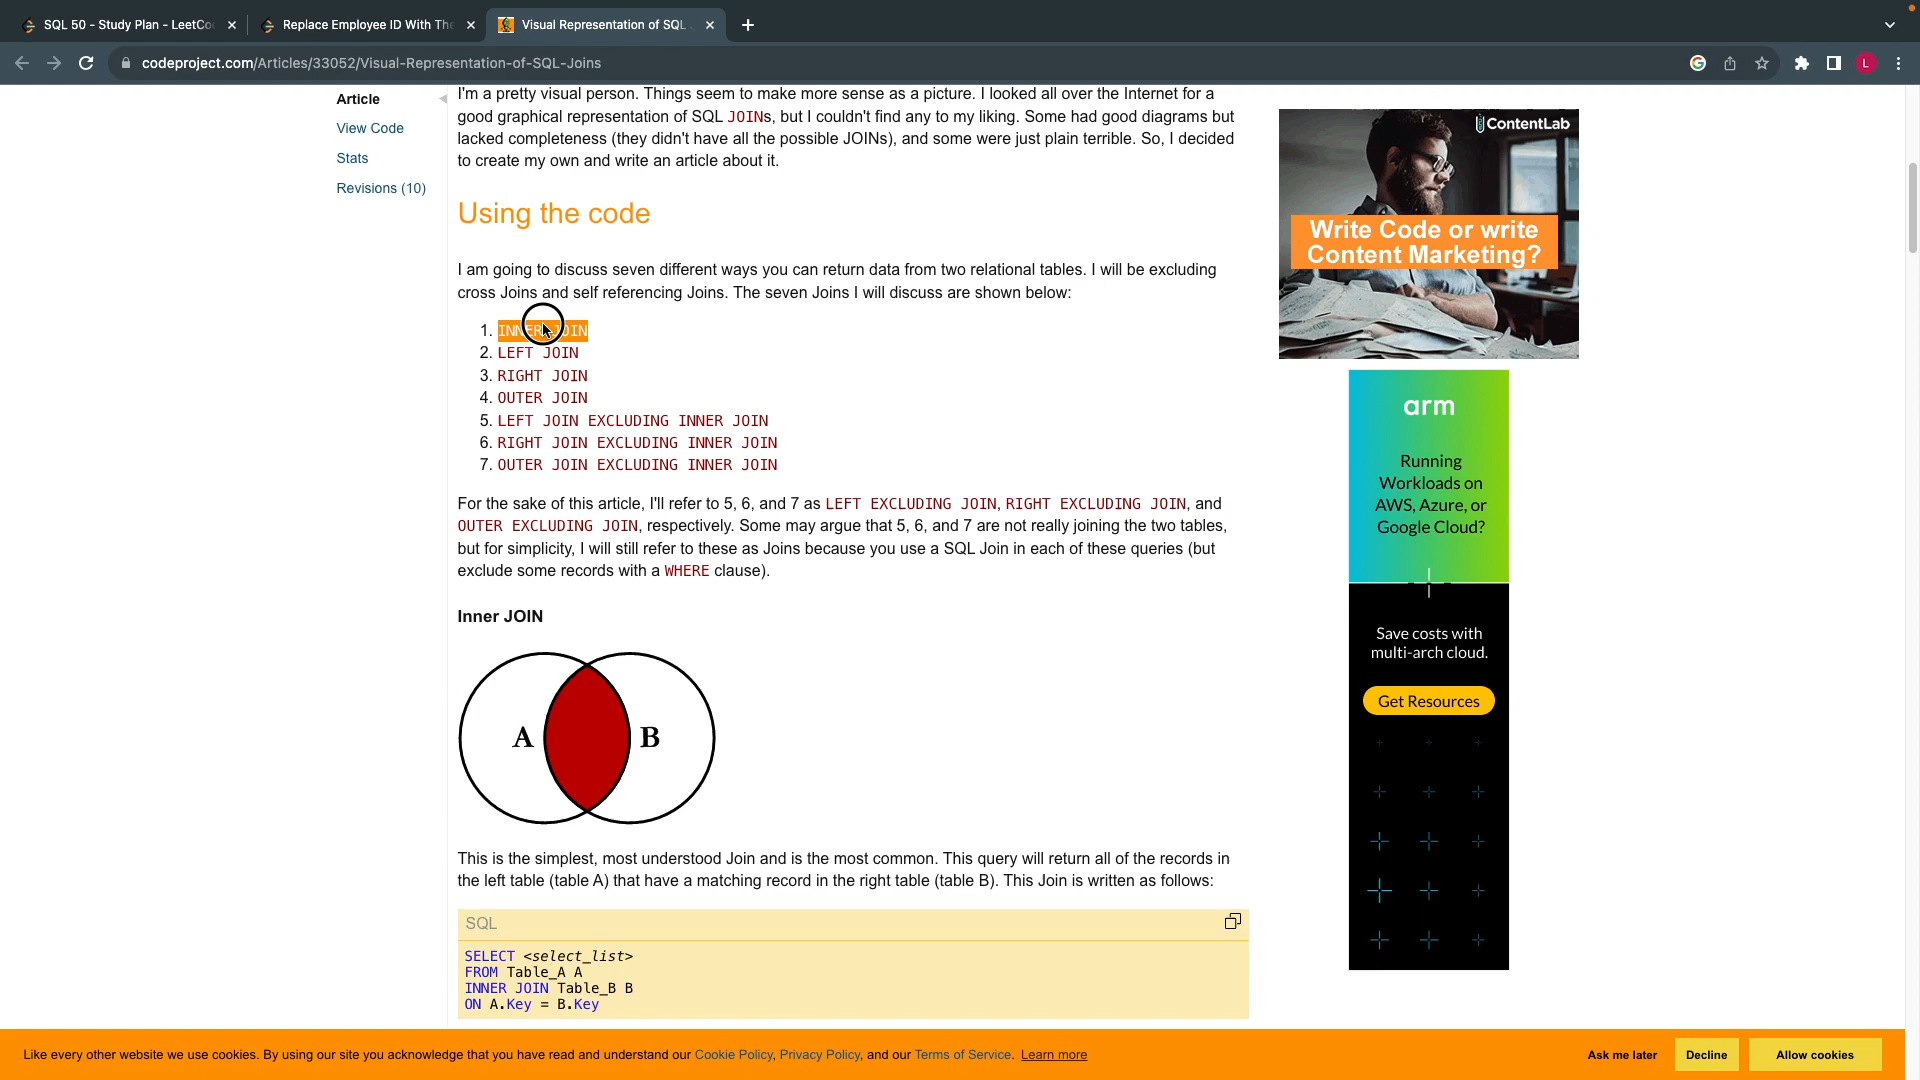 SQL 50 - Study Plan - LeetCo
Replace Employee ID With The
Visual Representation of SQL
codeproject.com/Articles/33052/Visual-Representation-of-SQL-Joins
L
Article
View Code
Stats
Revisions (10)
I'm a pretty visual person. Things seem to make more sense as a picture. I looked all over the Internet for a
good graphical representation of SQL JOINs, but I couldn't find any to my liking. Some had good diagrams but
lacked completeness (they didn't have all the possible JOINs), and some were just plain terrible. So, I decided
to create my own and write an article about it.
Using the code
I am going to discuss seven different ways you can return data from two relational tables. I will be excluding
cross Joins and self referencing Joins. The seven Joins I will discuss are shown below:
1. INNER JOIN
2. LEFT JOIN
3. RIGHT JOIN
4. OUTER JOIN
5. LEFT JOIN EXCLUDING INNER JOIN
6. RIGHT JOIN EXCLUDING INNER JOIN
7. OUTER JOIN EXCLUDING INNER JOIN
For the sake of this article, I'll refer to 5, 6, and 7 as LEFT EXCLUDING JOIN, RIGHT EXCLUDING JOIN, and
OUTER EXCLUDING JOIN, respectively. Some may argue that 5, 6, and 7 are not really joining the two tables,
but for simplicity, I will still refer to these as Joins because you use a SQL Join in each of these queries (but
exclude some records with a WHERE clause).
Inner JOIN
A B
This is the simplest, most understood Join and is the most common. This query will return all of the records in
the left table (table A) that have a matching record in the right table (table B). This Join is written as follows:
SQL
SELECT <select_list>
FROM Table_A A
INNER JOIN Table_B B
ON A.Key = B.Key
ContentLab
Write Code or write
Content Marketing?
arm
Running
Workloads on
AWS, Azure, or
Google Cloud?
Save costs with
multi-arch cloud.
Get Resources
Like every other website we use cookies. By using our site you acknowledge that you have read and understand our Cookie Policy, Privacy Policy, and our Terms of Service. Learn more
Ask me later
Decline
Allow cookies